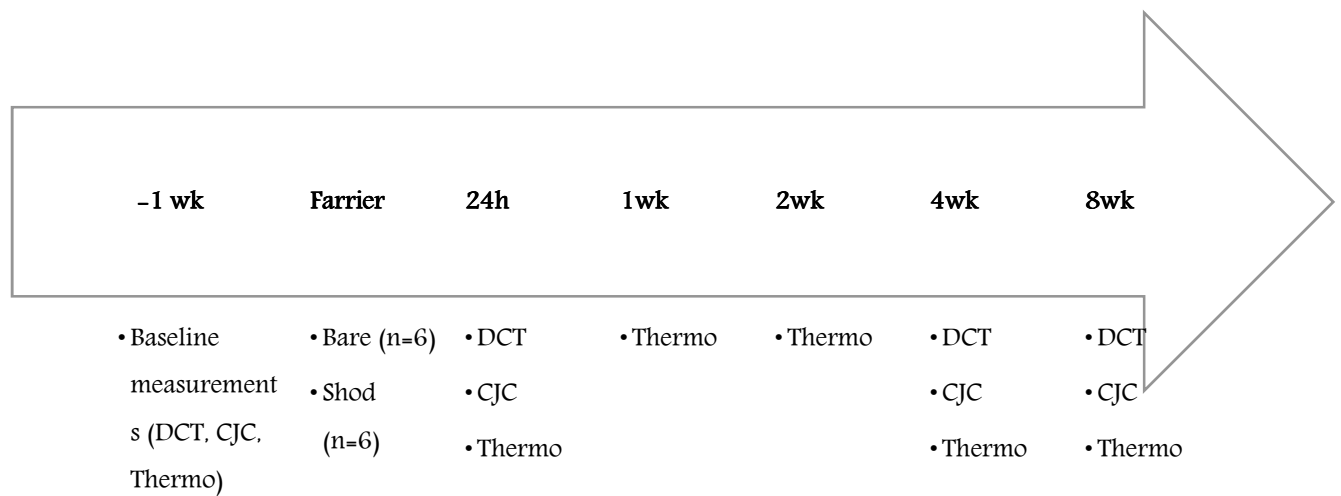 -1 wk Farrier 24h 1wk 2wk 4wk 8wk
• Baseline
measurement
s (DCT, CJC,
Thermo)
• Bare (n=6)
• Shod
(n=6)
• DCT
• CJC
• Thermo
• Thermo
• Thermo
• DCT
• CJC
• Thermo
• DCT
• CJC
• Thermo